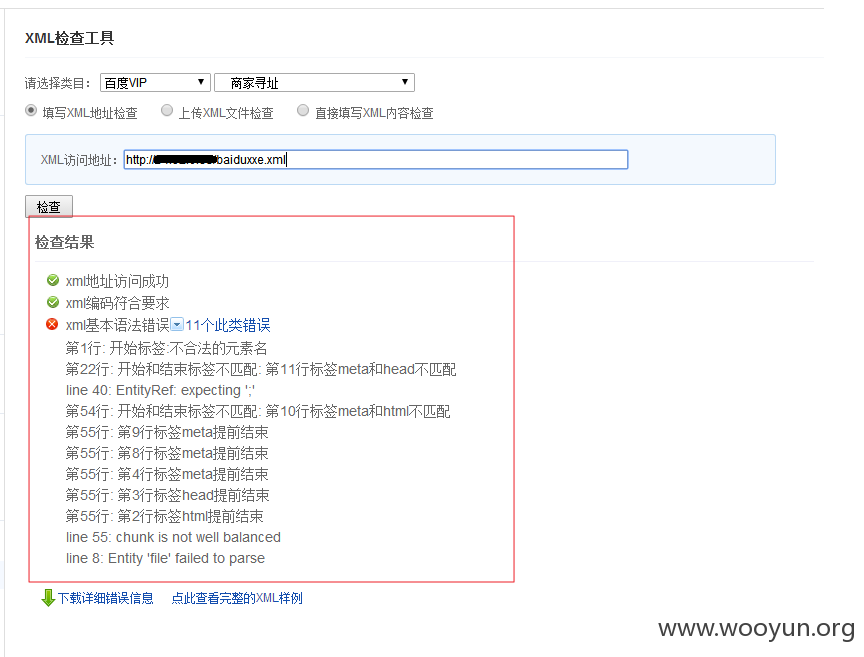 XML检查工具
请选择类目： 百度VIP 商家寻址
填写XML地址检查 上传XML文件检查 直接填写XML内容检查
XML访问地址： http:// /baiduxxe.xml
检查
检查结果
xml地址访问成功
xml编码符合要求
xml基本语法错误 11个此类错误
第1行: 开始标签:不合法的元素名
第22行: 开始和结束标签不匹配: 第11行标签meta和head不匹配
line 40: EntityRef: expecting ';'
第54行: 开始和结束标签不匹配: 第10行标签meta和html不匹配
第55行: 第9行标签meta提前结束
第55行: 第8行标签meta提前结束
第55行: 第4行标签meta提前结束
第55行: 第3行标签head提前结束
第55行: 第2行标签html提前结束
line 55: chunk is not well balanced
line 8: Entity 'file' failed to parse
下载详细错误信息 点此查看完整的XML样例
www.wooyun.org